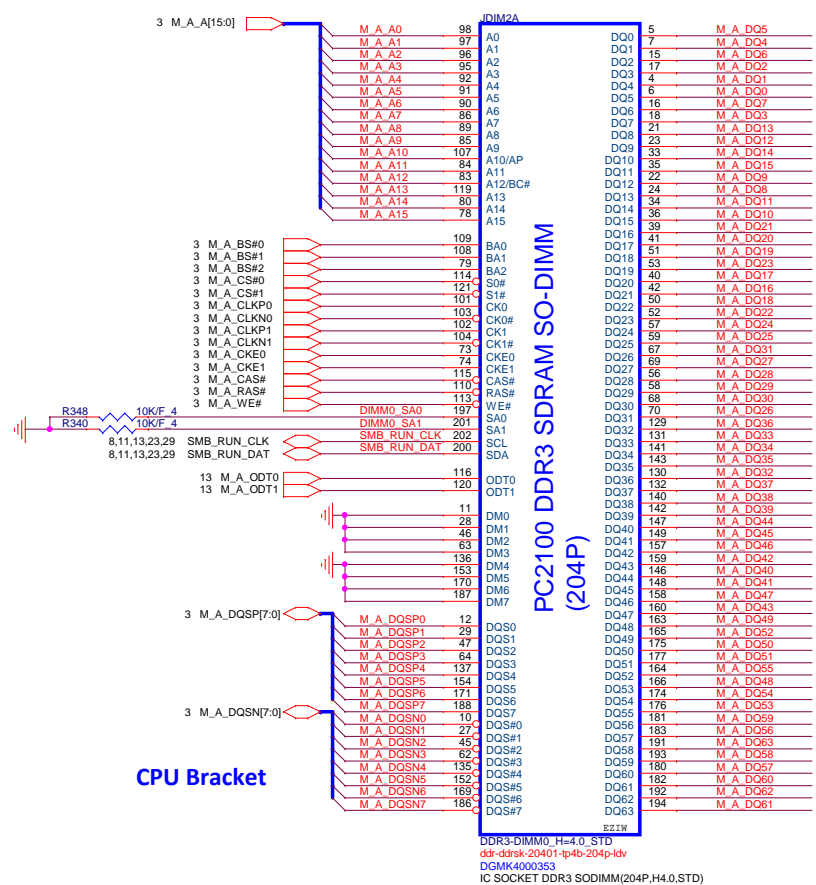 JDIM2A
3 M_A_A[15:0]
M_A_A0 98 A0
M_A_A1 97 A1
M_A_A2 96 A2
M_A_A3 95 A3
M_A_A4 92 A4
M_A_A5 91 A5
M_A_A6 90 A6
M_A_A7 86 A7
M_A_A8 89 A8
M_A_A9 85 A9
M_A_A10 107 A10/AP
M_A_A11 84 A11
M_A_A12 83 A12/BC#
M_A_A13 119 A13
M_A_A14 80 A14
M_A_A15 78 A15
3 M_A_BS#0 109 BA0
3 M_A_BS#1 108 BA1
3 M_A_BS#2 79 BA2
3 M_A_CS#0 114 S0#
3 M_A_CS#1 121 S1#
3 M_A_CLKP0 101 CK0
3 M_A_CLKN0 103 CK0#
3 M_A_CLKP1 102 CK1
3 M_A_CLKN1 104 CK1#
3 M_A_CKE0 73 CKE0
3 M_A_CKE1 74 CKE1
3 M_A_CAS# 115 CAS#
3 M_A_RAS# 110 RAS#
3 M_A_WE# 113 WE#
R348 10K/F_4 DIMM0_SA0 197 SA0
R340 10K/F_4 DIMM0_SA1 201 SA1
8,11,13,23,29 SMB_RUN_CLK SMB_RUN_CLK 202 SCL
8,11,13,23,29 SMB_RUN_DAT SMB_RUN_DAT 200 SDA
13 M_A_ODT0 116 ODT0
13 M_A_ODT1 120 ODT1
11 DM0
28 DM1
46 DM2
63 DM3
136 DM4
153 DM5
170 DM6
187 DM7
3 M_A_DQSP[7:0]
M_A_DQSP0 12 DQS0
M_A_DQSP1 29 DQS1
M_A_DQSP2 47 DQS2
M_A_DQSP3 64 DQS3
M_A_DQSP4 137 DQS4
M_A_DQSP5 154 DQS5
M_A_DQSP6 171 DQS6
M_A_DQSP7 188 DQS7
3 M_A_DQSN[7:0]
M_A_DQSN0 10 DQS#0
M_A_DQSN1 27 DQS#1
M_A_DQSN2 45 DQS#2
M_A_DQSN3 62 DQS#3
M_A_DQSN4 135 DQS#4
M_A_DQSN5 152 DQS#5
M_A_DQSN6 169 DQS#6
M_A_DQSN7 186 DQS#7
CPU Bracket
PC2100 DDR3 SDRAM SO-DIMM
(204P)
DQ0 5 M_A_DQ5
DQ1 7 M_A_DQ4
DQ2 15 M_A_DQ6
DQ3 17 M_A_DQ2
DQ4 4 M_A_DQ1
DQ5 6 M_A_DQ0
DQ6 16 M_A_DQ7
DQ7 18 M_A_DQ3
DQ8 21 M_A_DQ13
DQ9 23 M_A_DQ12
DQ10 33 M_A_DQ14
DQ11 35 M_A_DQ15
DQ12 22 M_A_DQ9
DQ13 24 M_A_DQ8
DQ14 34 M_A_DQ11
DQ15 36 M_A_DQ10
DQ16 39 M_A_DQ21
DQ17 41 M_A_DQ20
DQ18 51 M_A_DQ19
DQ19 53 M_A_DQ23
DQ20 40 M_A_DQ17
DQ21 42 M_A_DQ16
DQ22 50 M_A_DQ18
DQ23 52 M_A_DQ22
DQ24 57 M_A_DQ24
DQ25 59 M_A_DQ25
DQ26 67 M_A_DQ31
DQ27 69 M_A_DQ27
DQ28 56 M_A_DQ28
DQ29 58 M_A_DQ29
DQ30 68 M_A_DQ30
DQ31 70 M_A_DQ26
DQ32 129 M_A_DQ36
DQ33 131 M_A_DQ33
DQ34 141 M_A_DQ34
DQ35 143 M_A_DQ35
DQ36 130 M_A_DQ32
DQ37 132 M_A_DQ37
DQ38 140 M_A_DQ38
DQ39 142 M_A_DQ39
DQ40 147 M_A_DQ44
DQ41 149 M_A_DQ45
DQ42 157 M_A_DQ46
DQ43 159 M_A_DQ42
DQ44 146 M_A_DQ40
DQ45 148 M_A_DQ41
DQ46 158 M_A_DQ47
DQ47 160 M_A_DQ43
DQ48 163 M_A_DQ49
DQ49 165 M_A_DQ52
DQ50 175 M_A_DQ50
DQ51 177 M_A_DQ51
DQ52 164 M_A_DQ55
DQ53 166 M_A_DQ48
DQ54 174 M_A_DQ54
DQ55 176 M_A_DQ53
DQ56 181 M_A_DQ59
DQ57 183 M_A_DQ56
DQ58 191 M_A_DQ63
DQ59 193 M_A_DQ58
DQ60 180 M_A_DQ57
DQ61 182 M_A_DQ60
DQ62 192 M_A_DQ62
DQ63 194 M_A_DQ61
EZIW
DDR3-DIMM0_H=4.0_STD
ddr-ddrsk-20401-tp4b-204p-ldv
DGMK4000353
IC SOCKET DDR3 SODIMM(204P,H4.0,STD)